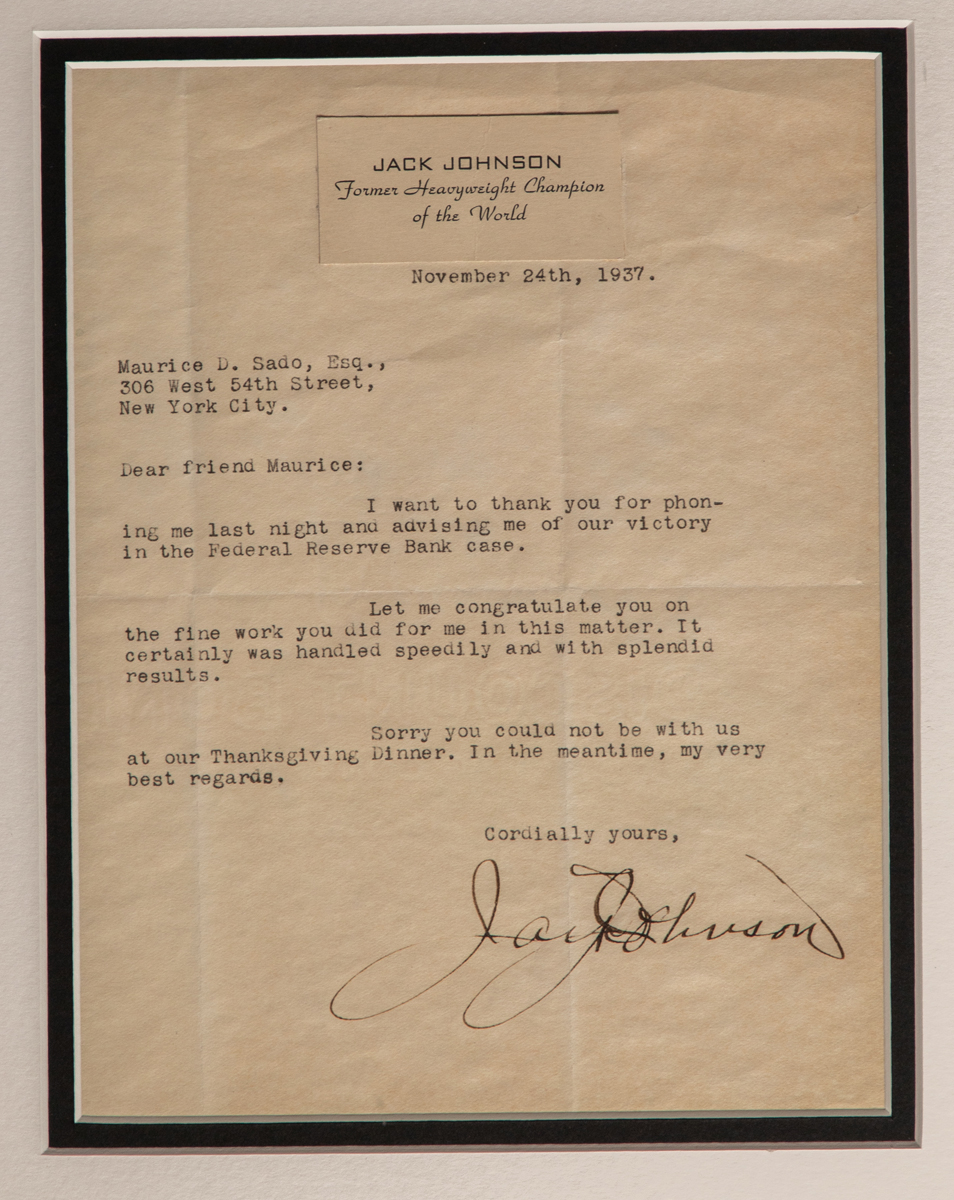 JACK JOHNSON
Former Heavyweight Champion
of the World
November 24th, 1937.
Maurice D. Sado, Esq.,
306 West 54th Street,
New York City.
Dear friend Maurice:
I want to thank you for phon-
ing me last night and advising me of our victory
in the Federal Reserve Bank case.
Let me congratulate you on
the fine work you did for me in this matter. It
certainly was handled speedily and with splendid
results.
Sorry you could not be with us
at our Thanksgiving Dinner. In the meantime, my very
best regards.
Cordially yours,
Jack Johnson